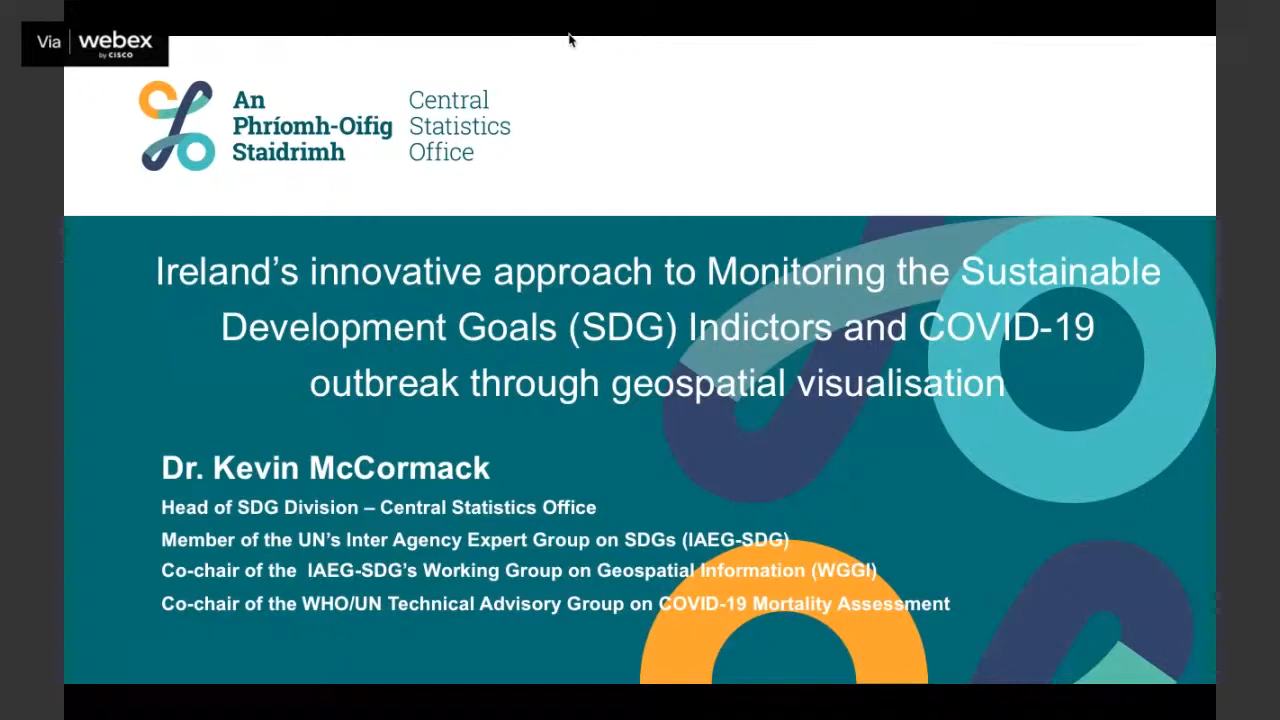 Via webex
by CISCO
An
Phríomh-Oifig
Staidrimh
Central
Statistics
Office
Ireland’s innovative approach to Monitoring the Sustainable
Development Goals (SDG) Indictors and COVID-19
outbreak through geospatial visualisation
Dr. Kevin McCormack
Head of SDG Division – Central Statistics Office
Member of the UN’s Inter Agency Expert Group on SDGs (IAEG-SDG)
Co-chair of the IAEG-SDG’s Working Group on Geospatial Information (WGGI)
Co-chair of the WHO/UN Technical Advisory Group on COVID-19 Mortality Assessment